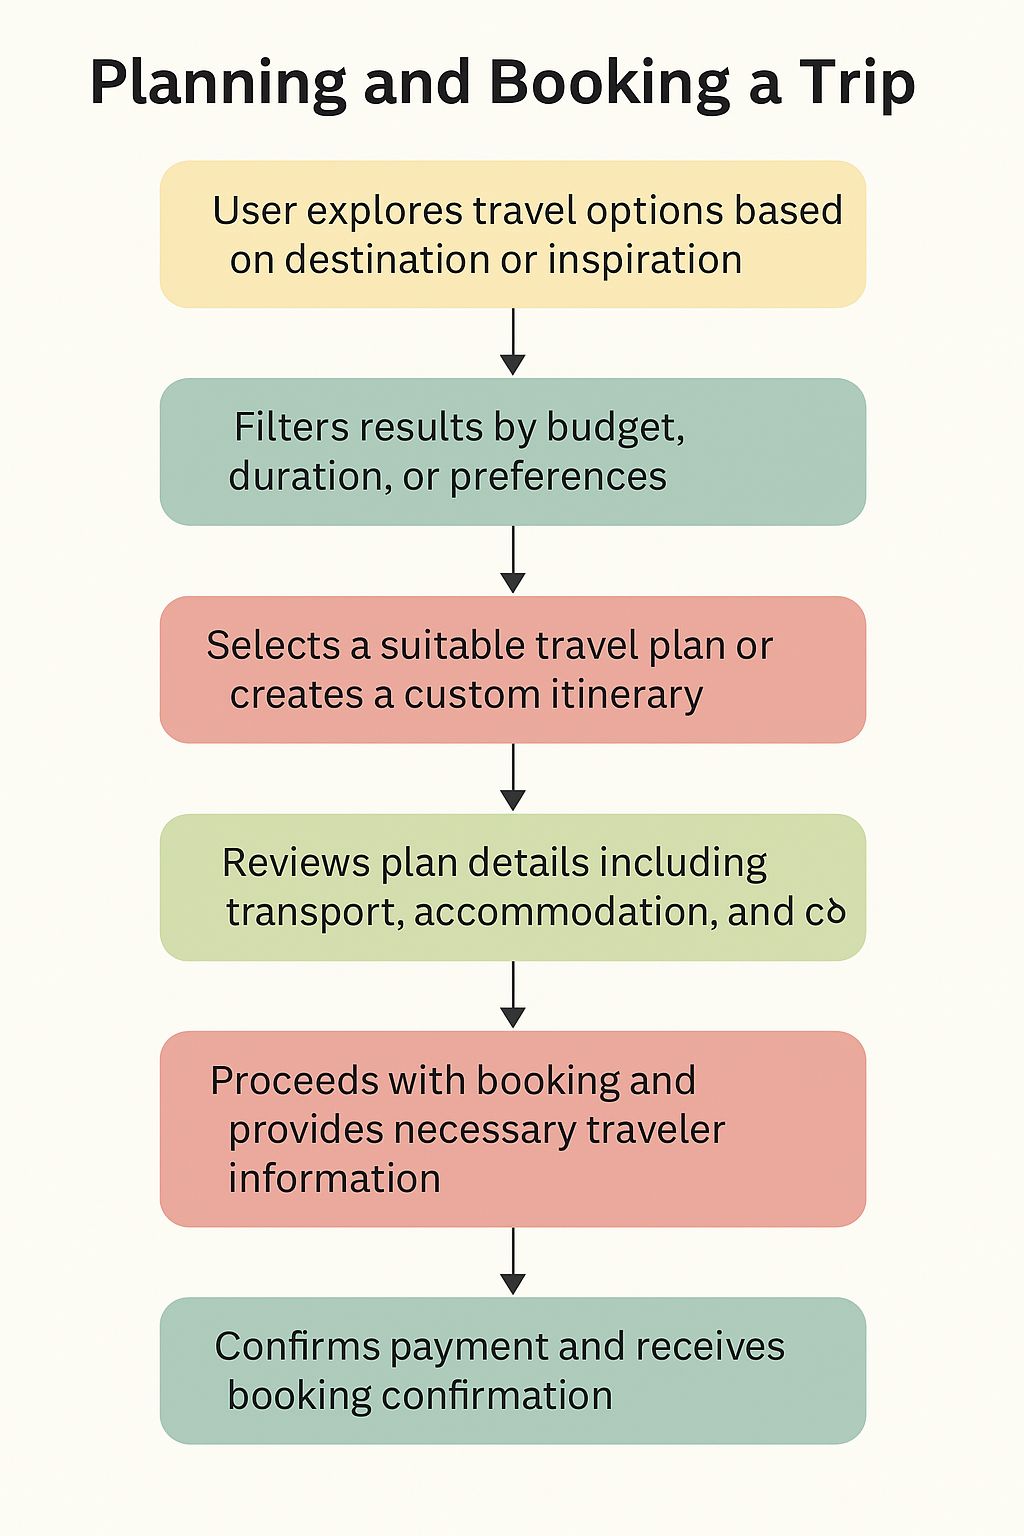 Planning and Booking a Trip
User explores travel options based
on destination or inspiration
Filters results by budget,
duration, or preferences
Selects a suitable travel plan or
creates a custom itinerary
Reviews plan details including
transport, accommodation, and
Proceeds with booking and
provides necessary traveler
information
Confirms payment and receives
booking confirmation